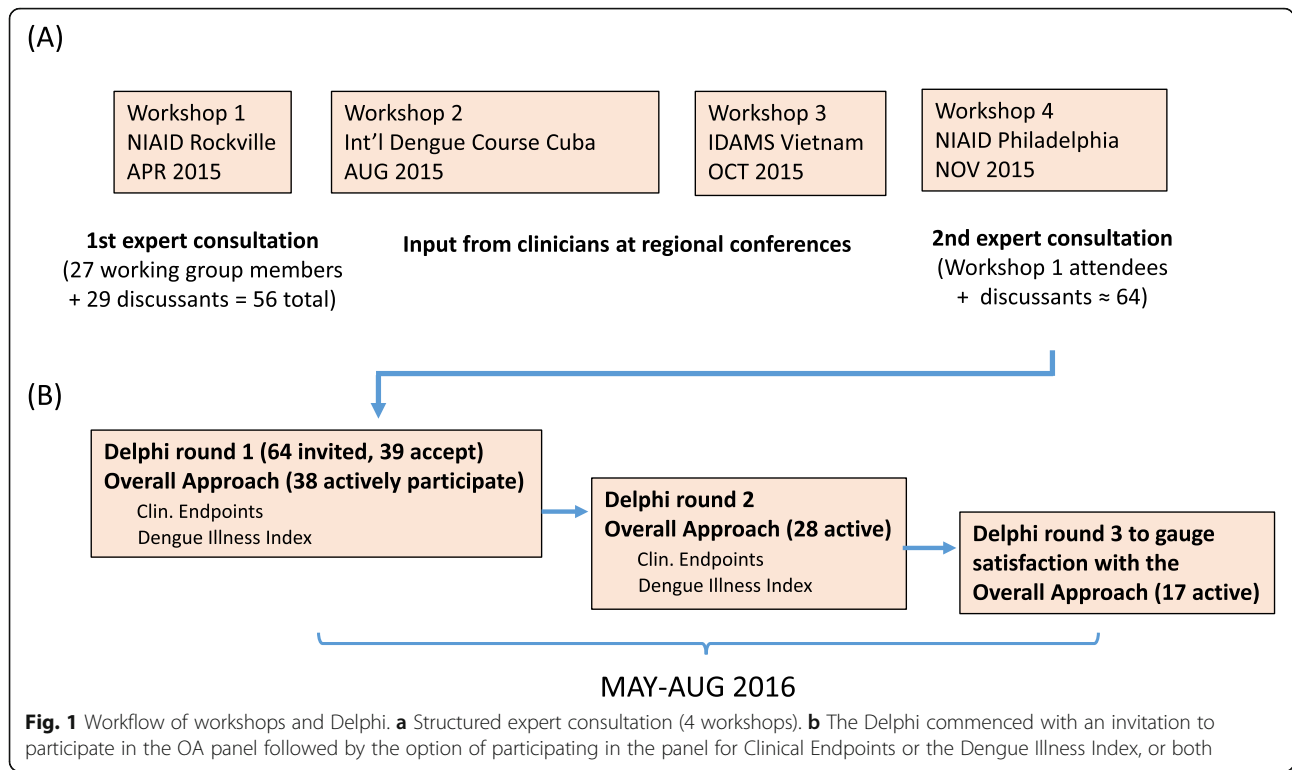 (A)
Workshop 1
NIAID Rockville
APR 2015
Workshop 2
Int'l Dengue Course Cuba
AUG 2015
Workshop 3
IDAMS Vietnam
OCT 2015
Workshop 4
NIAID Philadelphia
NOV 2015
1st expert consultation
(27 working group members
+ 29 discussants = 56 total)
Input from clinicians at regional conferences
2nd expert consultation
(Workshop 1 attendees
+ discussants ≈ 64)
(B)
Delphi round 1 (64 invited, 39 accept)
Overall Approach (38 actively participate)
Clin. Endpoints
Dengue Illness Index
Delphi round 2
Overall Approach (28 active)
Clin. Endpoints
Dengue Illness Index
Delphi round 3 to gauge
satisfaction with the
Overall Approach (17 active)
MAY-AUG 2016
Fig. 1 Workflow of workshops and Delphi. a Structured expert consultation (4 workshops). b The Delphi commenced with an invitation to
participate in the OA panel followed by the option of participating in the panel for Clinical Endpoints or the Dengue Illness Index, or both